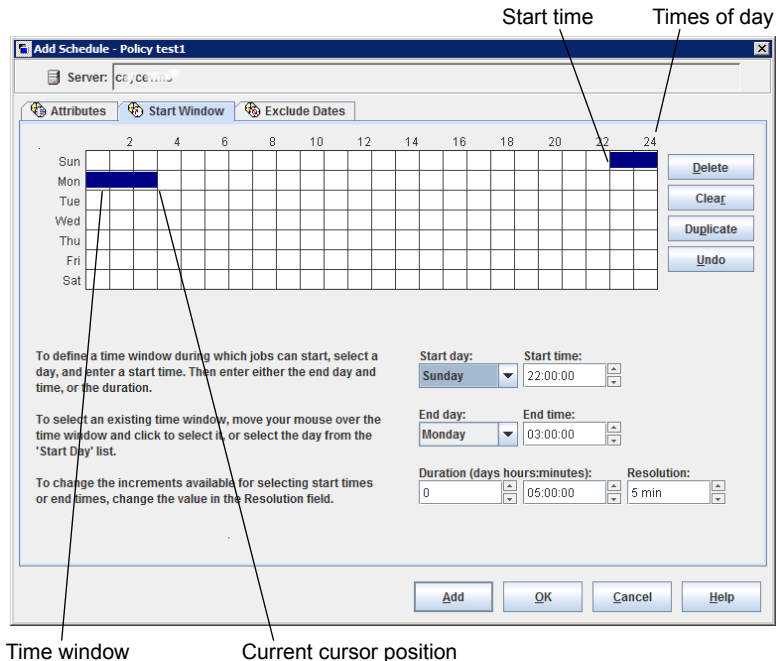 Start time Times of day
Add Schedule - Policy test1
Server:
Attributes Start Window Exclude Dates
2 4 6 8 10 12 14 16 18 20 22 24
Sun
Mon
Tue
Wed
Thu
Fri
Sat
Delete
Clear
Duplicate
Undo
To define a time window during which jobs can start, select a
day, and enter a start time. Then enter either the end day and
time, or the duration.
To select an existing time window, move your mouse over the
time window and click to select it, or select the day from the
'Start Day' list.
To change the increments available for selecting start times
or end times, change the value in the Resolution field.
Start day: Start time:
Sunday 22:00:00
End day: End time:
Monday 03:00:00
Duration (days hours:minutes): Resolution:
0 05:00:00 5 min
Add OK Cancel Help
Time window Current cursor position